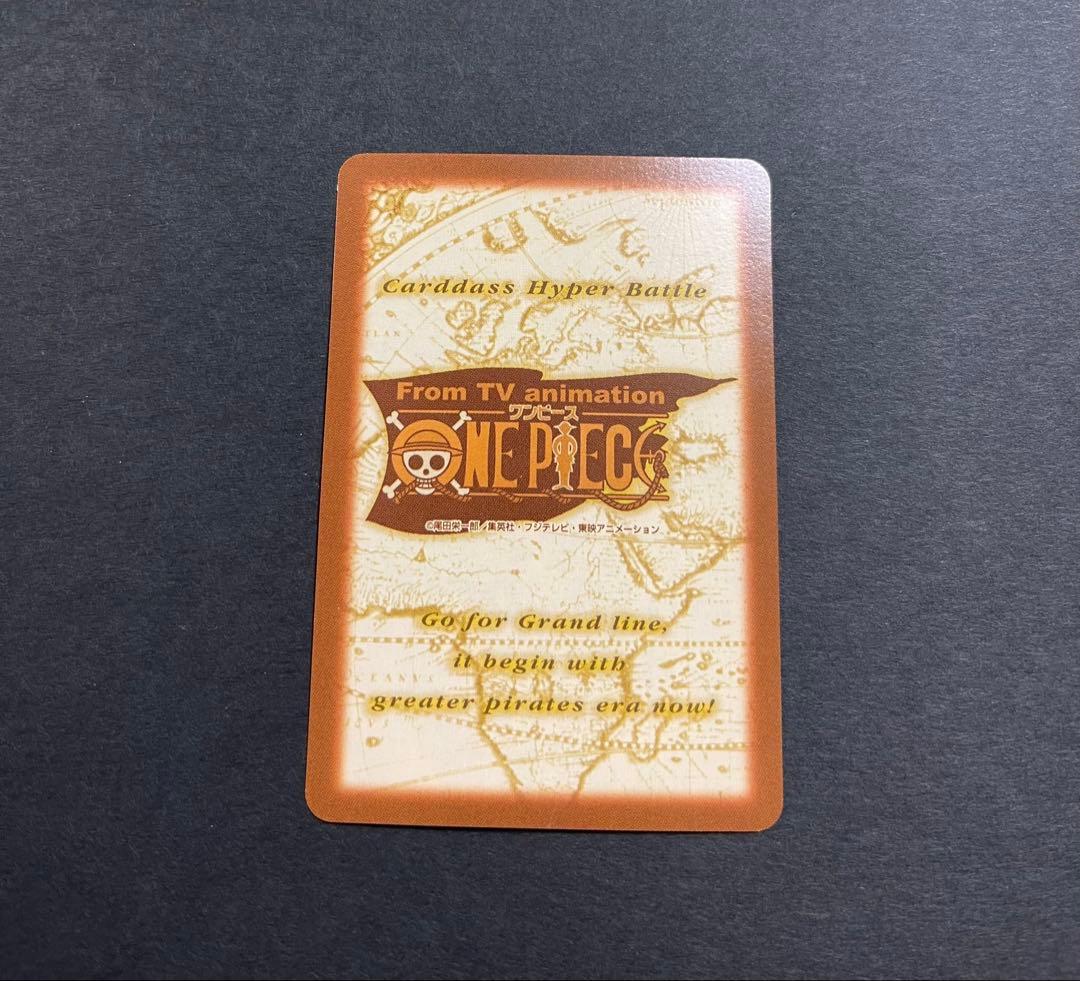 Septentrio
Carddass Hyper Battle
From TV animation
ワンピース
ONE PIECE
©尾田栄一郎／集英社・フジテレビ・東映アニメーション
Go for Grand line,
it begin with
greater pirates era now!